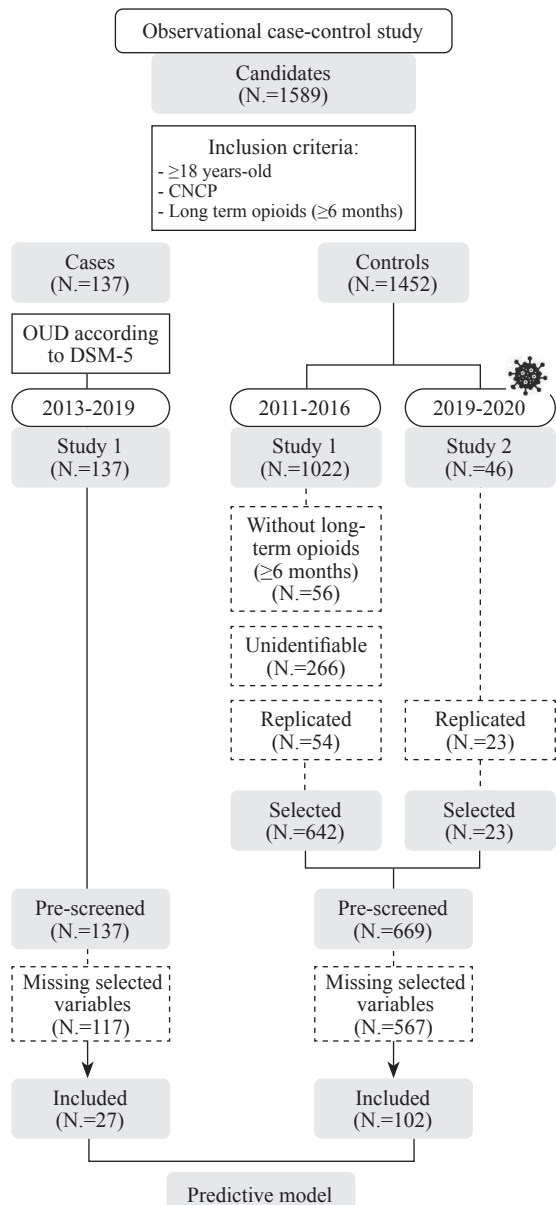 Observational case-control study
Candidates
(N.=1589)
Inclusion criteria:
- ≥18 years-old
- CNCP
- Long term opioids (≥6 months)
Cases
(N.=137)
Controls
(N.=1452)
OUD according
to DSM-5
2013-2019
2011-2016
2019-2020
Study 1
(N.=137)
Study 1
(N.=1022)
Study 2
(N.=46)
Without long-
term opioids
(≥6 months)
(N.=56)
Unidentifiable
(N.=266)
Replicated
(N.=54)
Replicated
(N.=23)
Selected
(N.=642)
Selected
(N.=23)
Pre-screened
(N.=137)
Pre-screened
(N.=669)
Missing selected
variables
(N.=117)
Missing selected
variables
(N.=567)
Included
(N.=27)
Included
(N.=102)
Predictive model